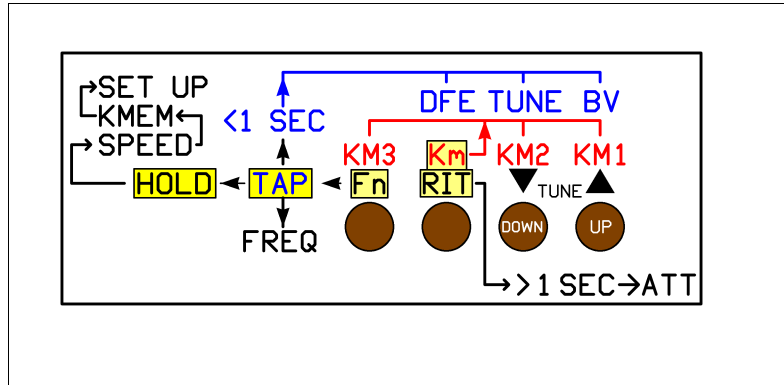 SET UP
DFE TUNE BV
KMEM
<1 SEC
SPEED
KM3 Km KM2 KM1
HOLD TAP Fn RIT TUNE
FREQ DOWN UP
>1 SEC→ATT